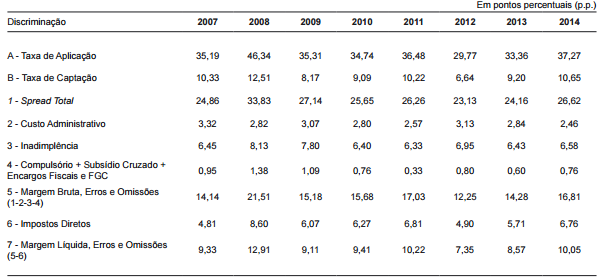 Em pontos percentuais (p.p.)
Discriminação 2007 2008 2009 2010 2011 2012 2013 2014
A - Taxa de Aplicação 35,19 46,34 35,31 34,74 36,48 29,77 33,36 37,27
B - Taxa de Captação 10,33 12,51 8,17 9,09 10,22 6,64 9,20 10,65
1 - Spread Total 24,86 33,83 27,14 25,65 26,26 23,13 24,16 26,62
2 - Custo Administrativo 3,32 2,82 3,07 2,80 2,57 3,13 2,84 2,46
3 - Inadimplência 6,45 8,13 7,80 6,40 6,33 6,95 6,43 6,58
4 - Compulsório + Subsídio Cruzado +
Encargos Fiscais e FGC 0,95 1,38 1,09 0,76 0,33 0,80 0,60 0,76
5 - Margem Bruta, Erros e Omissões
(1-2-3-4) 14,14 21,51 15,18 15,68 17,03 12,25 14,28 16,81
6 - Impostos Diretos 4,81 8,60 6,07 6,27 6,81 4,90 5,71 6,76
7 - Margem Líquida, Erros e Omissões
(5-6) 9,33 12,91 9,11 9,41 10,22 7,35 8,57 10,05